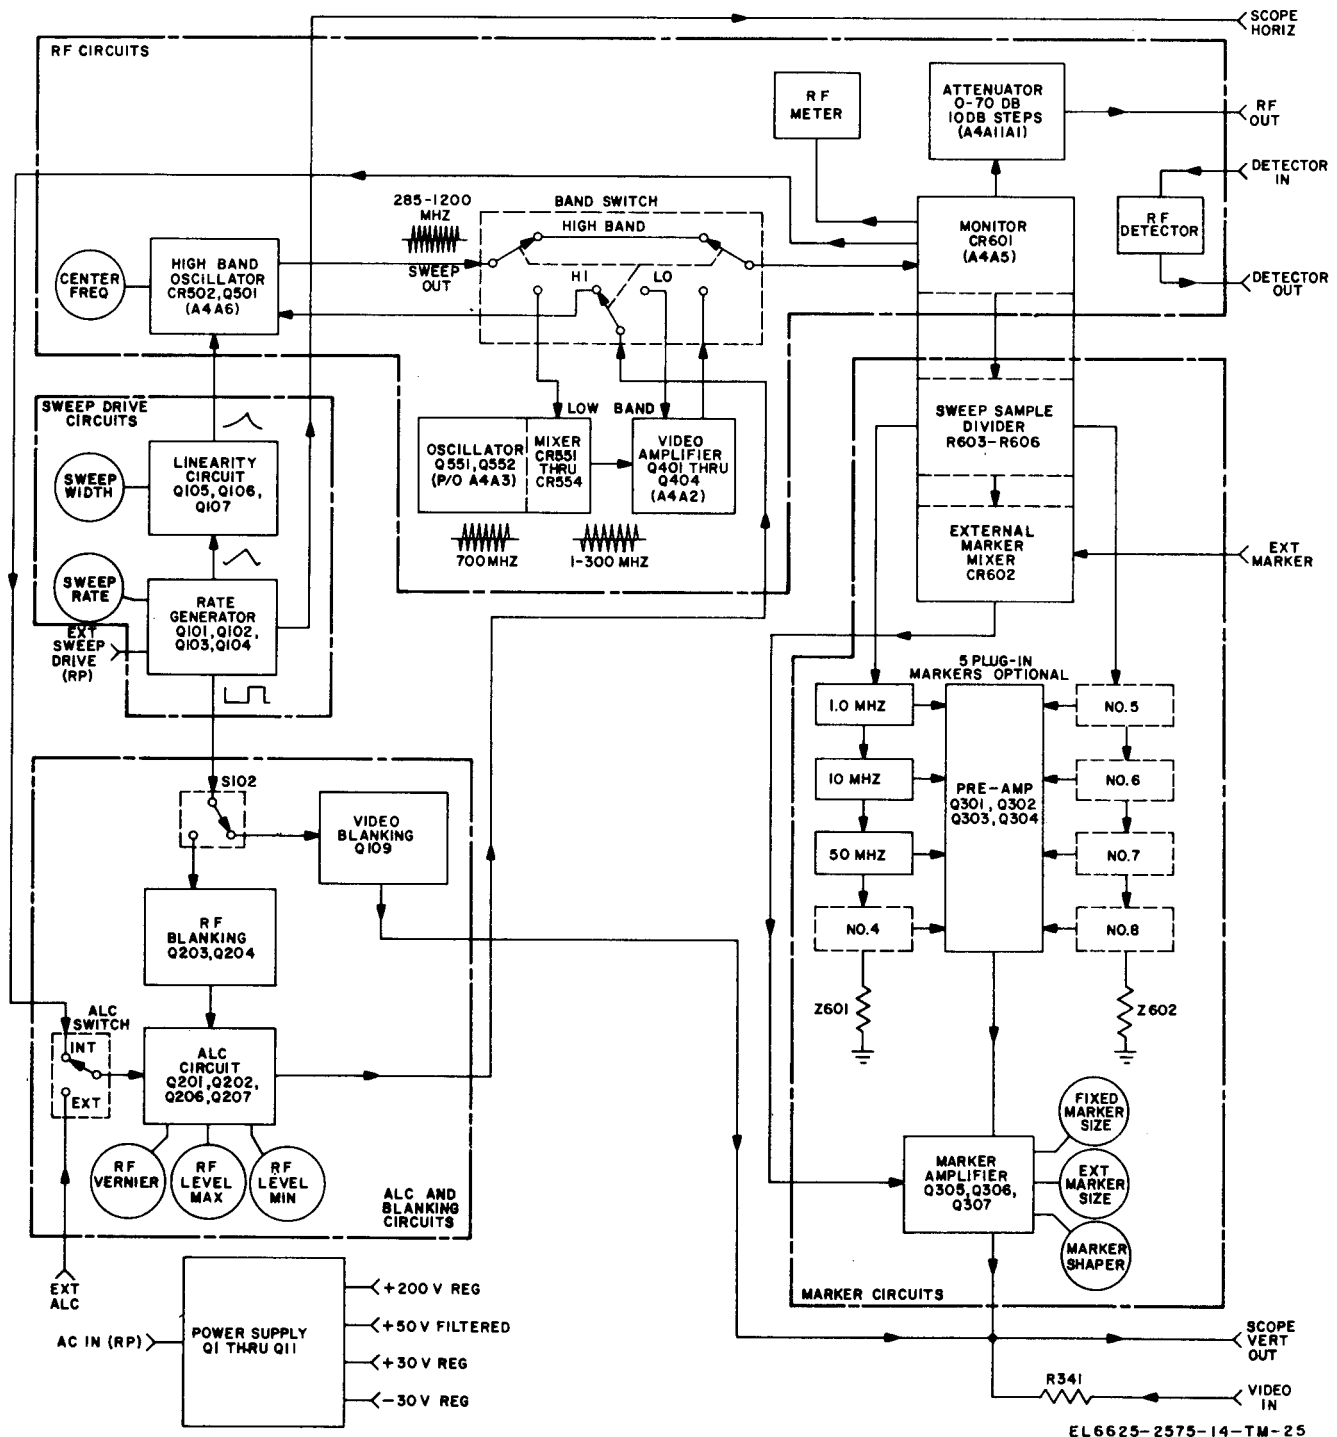 SCOPE
HORIZ
RF CIRCUITS
RF
METER
ATTENUATOR
0-70 DB
10DB STEPS
(A4A11A1)
RF
OUT
DETECTOR
IN
RF
DETECTOR
DETECTOR
OUT
285-1200
MHZ
SWEEP
OUT
BAND SWITCH
HIGH BAND
HI
LO
MONITOR
CR601
(A4A5)
CENTER
FREQ
HIGH BAND
OSCILLATOR
CR502,Q501
(A4A6)
SWEEP DRIVE
CIRCUITS
SWEEP
WIDTH
LINEARITY
CIRCUIT
Q105,Q106,
Q107
SWEEP
RATE
RATE
GENERATOR
Q101,Q102,
Q103,Q104
EXT
SWEEP
DRIVE
(RP)
LOW BAND
OSCILLATOR
Q551,Q552
(P/O A4A3)
MIXER
CR551
THRU
CR554
VIDEO
AMPLIFIER
Q401 THRU
Q404
(A4A2)
700MHZ
1-300 MHZ
SWEEP SAMPLE
DIVIDER
R603-R606
EXTERNAL
MARKER
MIXER
CR602
EXT
MARKER
5 PLUG-IN
MARKERS OPTIONAL
1.0 MHZ
10 MHZ
50 MHZ
NO.4
PRE-AMP
Q301, Q302
Q303,Q304
NO.5
NO.6
NO.7
NO.8
Z601
Z602
S102
VIDEO
BLANKING
Q109
RF
BLANKING
Q203,Q204
ALC
SWITCH
INT
EXT
ALC
CIRCUIT
Q201,Q202,
Q206,Q207
RF
VERNIER
RF
LEVEL
MAX
RF
LEVEL
MIN
ALC AND
BLANKING
CIRCUITS
EXT
ALC
FIXED
MARKER
SIZE
MARKER
AMPLIFIER
Q305,Q306,
Q307
EXT
MARKER
SIZE
MARKER
SHAPER
MARKER CIRCUITS
AC IN (RP)
POWER SUPPLY
Q1 THRU Q11
+200 V REG
+50V FILTERED
+30 V REG
-30 V REG
SCOPE
VERT
OUT
R341
VIDEO
IN
EL6625-2575-14-TM-25